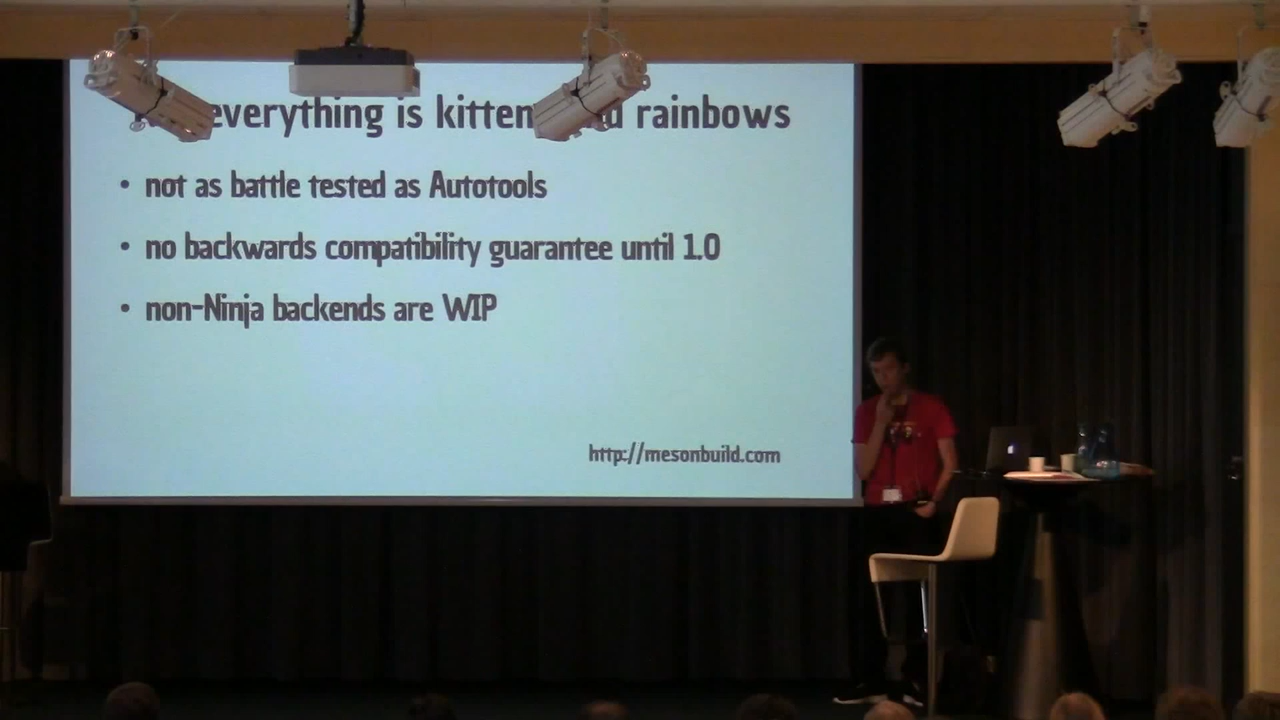 everything is kitten rainbows
• not as battle tested as Autotools
• no backwards compatibility guarantee until 1.0
• non-Ninja backends are WIP
http://mesonbuild.com